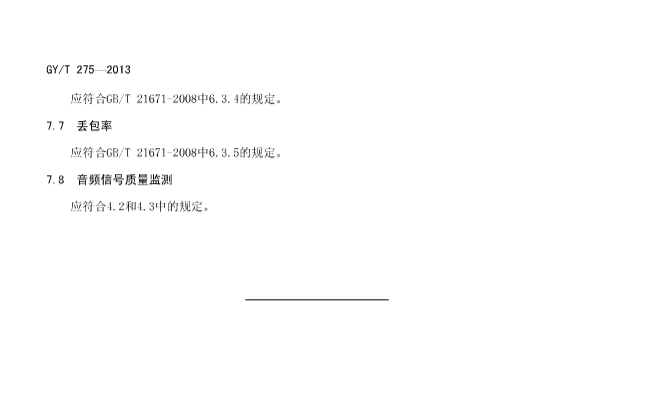 GY/T 275—2013
应符合GB/T 21671-2008中6.3.4的规定。
7.7 丢包率
应符合GB/T 21671-2008中6.3.5的规定。
7.8 音频信号质量监测
应符合4.2和4.3中的规定。